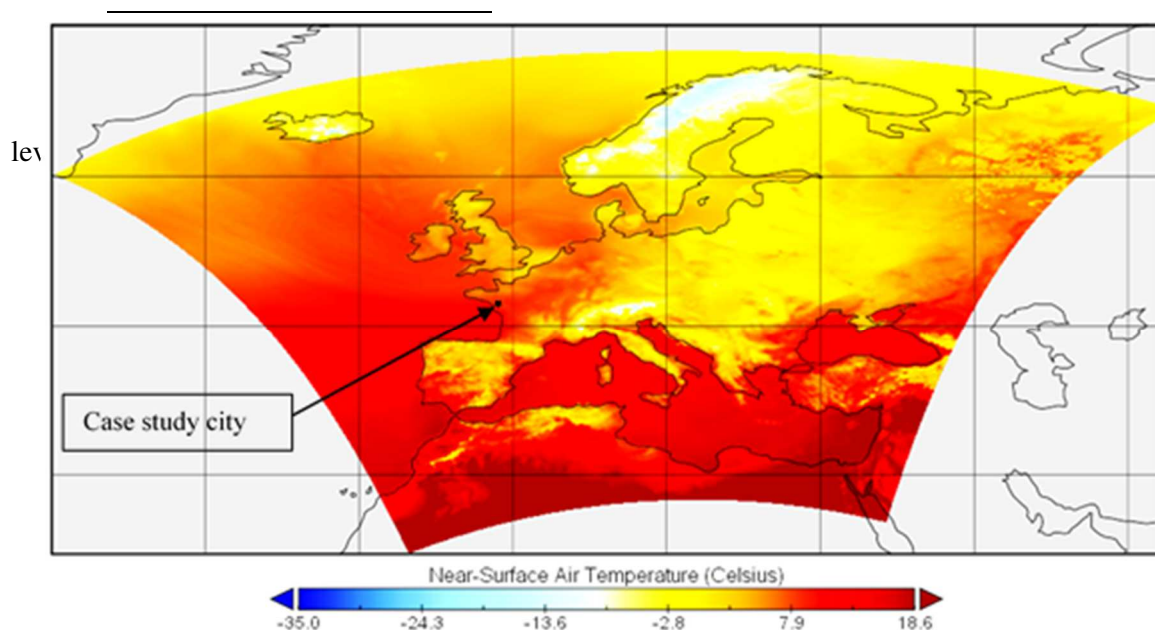 lev
Case study city
Near-Surface Air Temperature (Celsius)
-35.0 -24.3 -13.6 -2.8 7.9 18.6